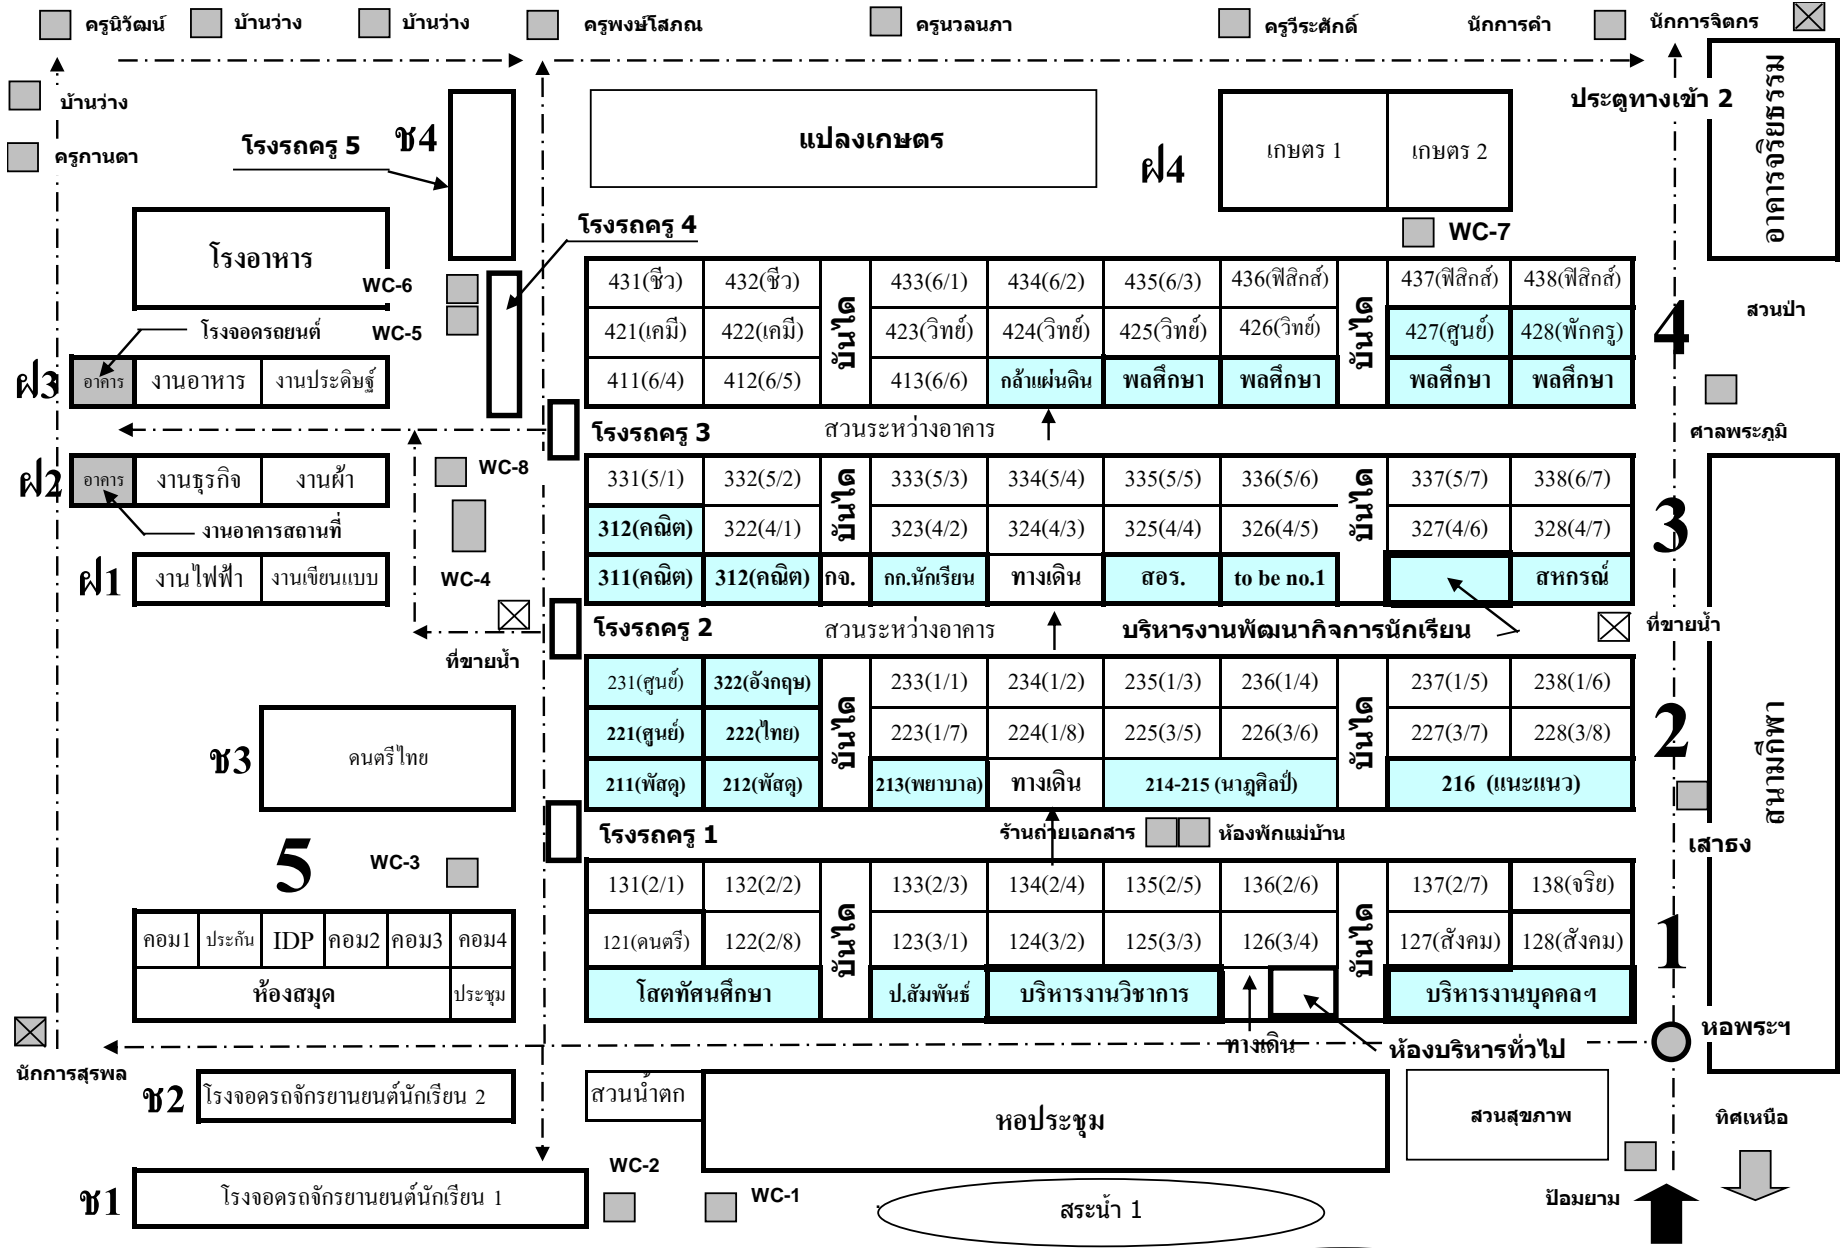 ครูนิวัฒน์ บ้านว่าง บ้านว่าง ครูพงษ์โสภณ ครูนวลนภา ครูวีระศักดิ์ นักการคำ นักการจิตกร
บ้านว่าง
ครูกานดา
โรงรถครู 5
ช4
แปลงเกษตร
ฝ4
เกษตร 1 เกษตร 2
ประตูทางเข้า 2
อาคารจริยธรรม
โรงอาหาร
โรงรถครู 4
WC-7
WC-6
WC-5
โรงจอดรถยนต์
431(ชีว) 432(ชีว) บันได 433(6/1) 434(6/2) 435(6/3) 436(ฟิสิกส์) บันได 437(ฟิสิกส์) 438(ฟิสิกส์)
421(เคมี) 422(เคมี) 423(วิทย์) 424(วิทย์) 425(วิทย์) 426(วิทย์) 427(ศูนย์) 428(พักครู)
411(6/4) 412(6/5) 413(6/6) กล้าแผ่นดิน พลศึกษา พลศึกษา พลศึกษา พลศึกษา
4
สวนป่า
ฝ3 อาคาร งานอาหาร งานประดิษฐ์
ศาลพระภูมิ
โรงรถครู 3 สวนระหว่างอาคาร
ฝ2 อาคาร งานธุรกิจ งานผ้า
WC-8
งานอาคารสถานที่
ฝ1 งานไฟฟ้า งานเขียนแบบ
WC-4
331(5/1) 332(5/2) บันได 333(5/3) 334(5/4) 335(5/5) 336(5/6) บันได 337(5/7) 338(6/7)
312(คณิต) 322(4/1) 323(4/2) 324(4/3) 325(4/4) 326(4/5) 327(4/6) 328(4/7)
311(คณิต) 312(คณิต) กจ. กก.นักเรียน ทางเดิน สอร. to be no.1 สหกรณ์
3
โรงรถครู 2 สวนระหว่างอาคาร บริหารงานพัฒนากิจการนักเรียน
ที่ขายน้ำ
ที่ขายน้ำ
231(ศูนย์) 322(อังกฤษ) บันได 233(1/1) 234(1/2) 235(1/3) 236(1/4) บันได 237(1/5) 238(1/6)
221(ศูนย์) 222(ไทย) 223(1/7) 224(1/8) 225(3/5) 226(3/6) 227(3/7) 228(3/8)
211(พัสดุ) 212(พัสดุ) 213(พยาบาล) ทางเดิน 214-215 (นาฎศิลป์) 216 (แนะแนว)
2
สนามกีฬา
ช3 ดนตรีไทย
โรงรถครู 1 ร้านถ่ายเอกสาร ห้องพักแม่บ้าน
เสาธง
5
WC-3
131(2/1) 132(2/2) บันได 133(2/3) 134(2/4) 135(2/5) 136(2/6) บันได 137(2/7) 138(จริย)
121(ดนตรี) 122(2/8) 123(3/1) 124(3/2) 125(3/3) 126(3/4) 127(สังคม) 128(สังคม)
โสตทัศนศึกษา ป.สัมพันธ์ บริหารงานวิชาการ บริหารงานบุคคลฯ
1
คอม1 ประกัน IDP คอม2 คอม3 คอม4
ห้องสมุด ประชุม
หอพระฯ
ทางเดิน ห้องบริหารทั่วไป
นักการสุรพล
ช2 โรงจอดรถจักรยานยนต์นักเรียน 2
สวนน้ำตก
หอประชุม
สวนสุขภาพ
ทิศเหนือ
ช1 โรงจอดรถจักรยานยนต์นักเรียน 1
WC-2
WC-1
สระน้ำ 1
ป้อมยาม